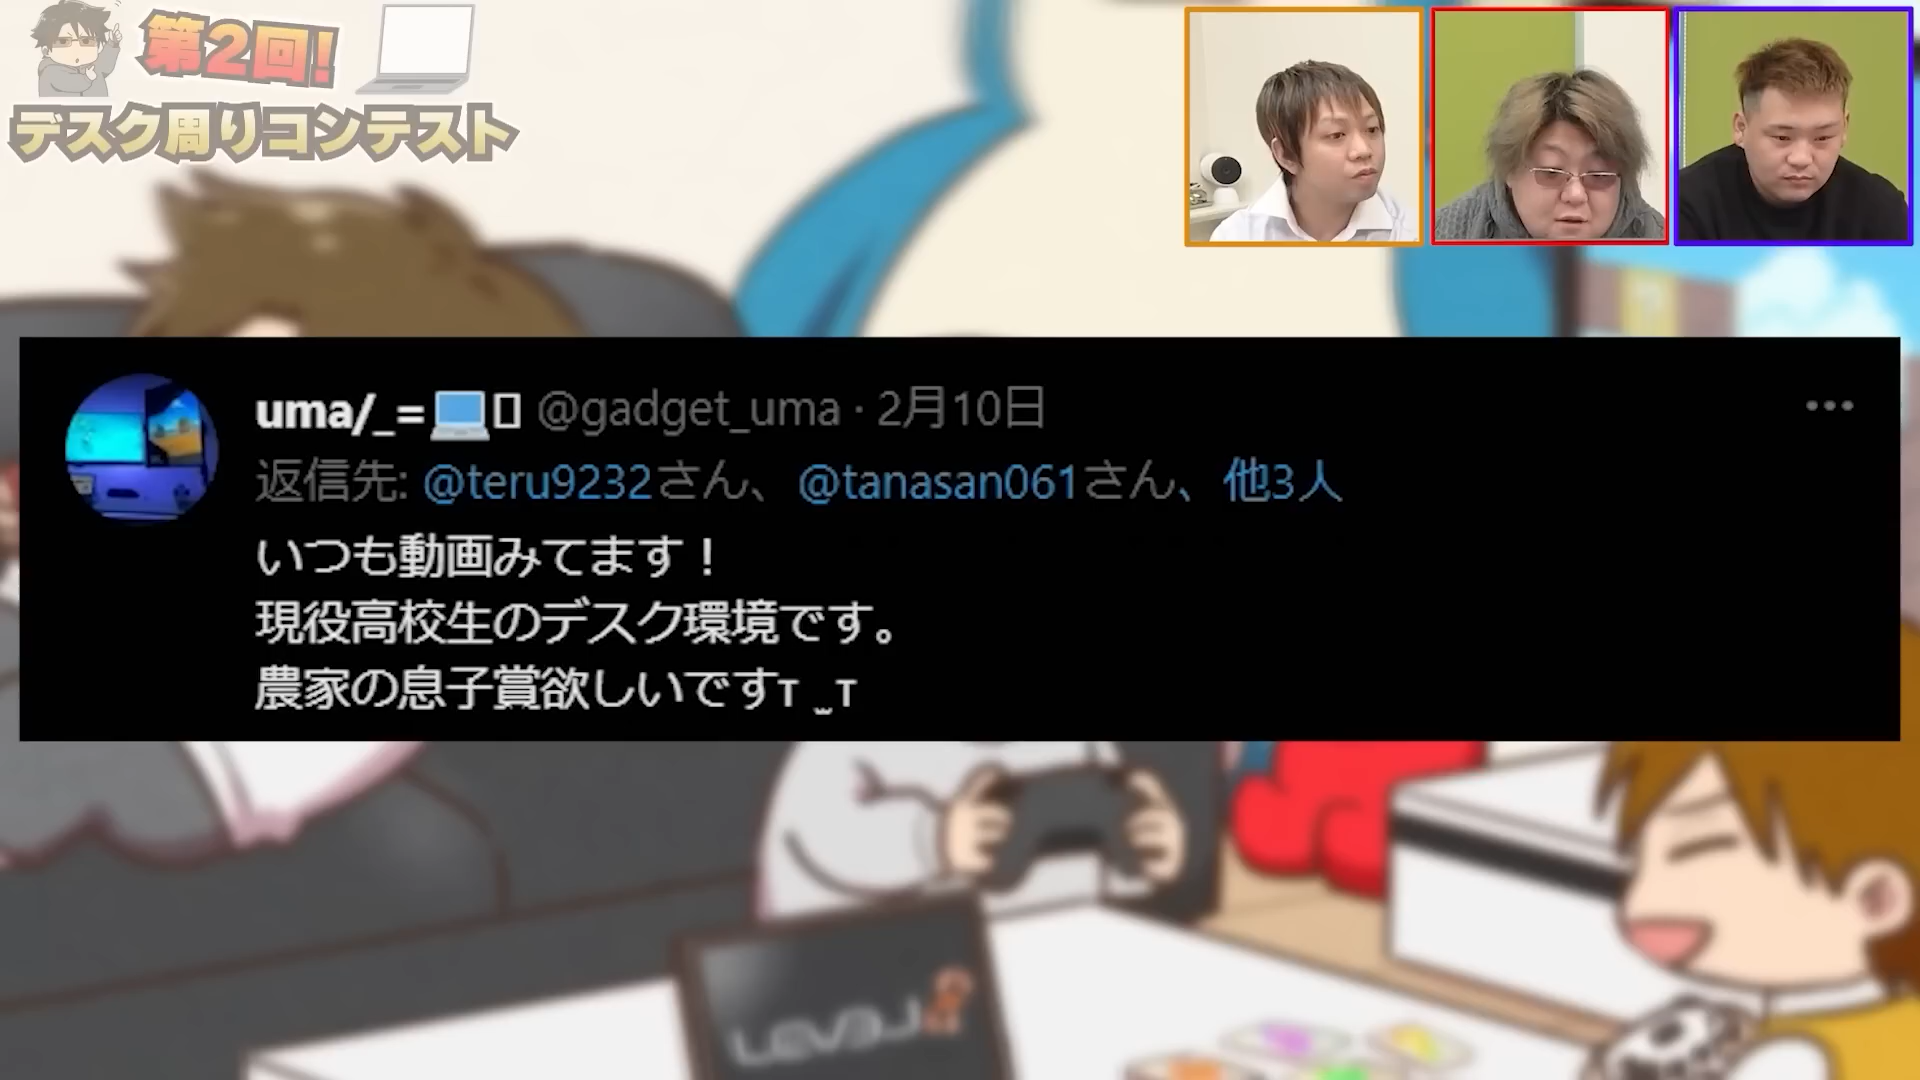 第2回!
デスク周りコンテスト
uma/_=💻▯ @gadget_uma · 2月10日
返信先: @teru9232さん、 @tanasan061さん、他3人
いつも動画みてます！
現役高校生のデスク環境です。
農家の息子賞欲しいですT ̫T